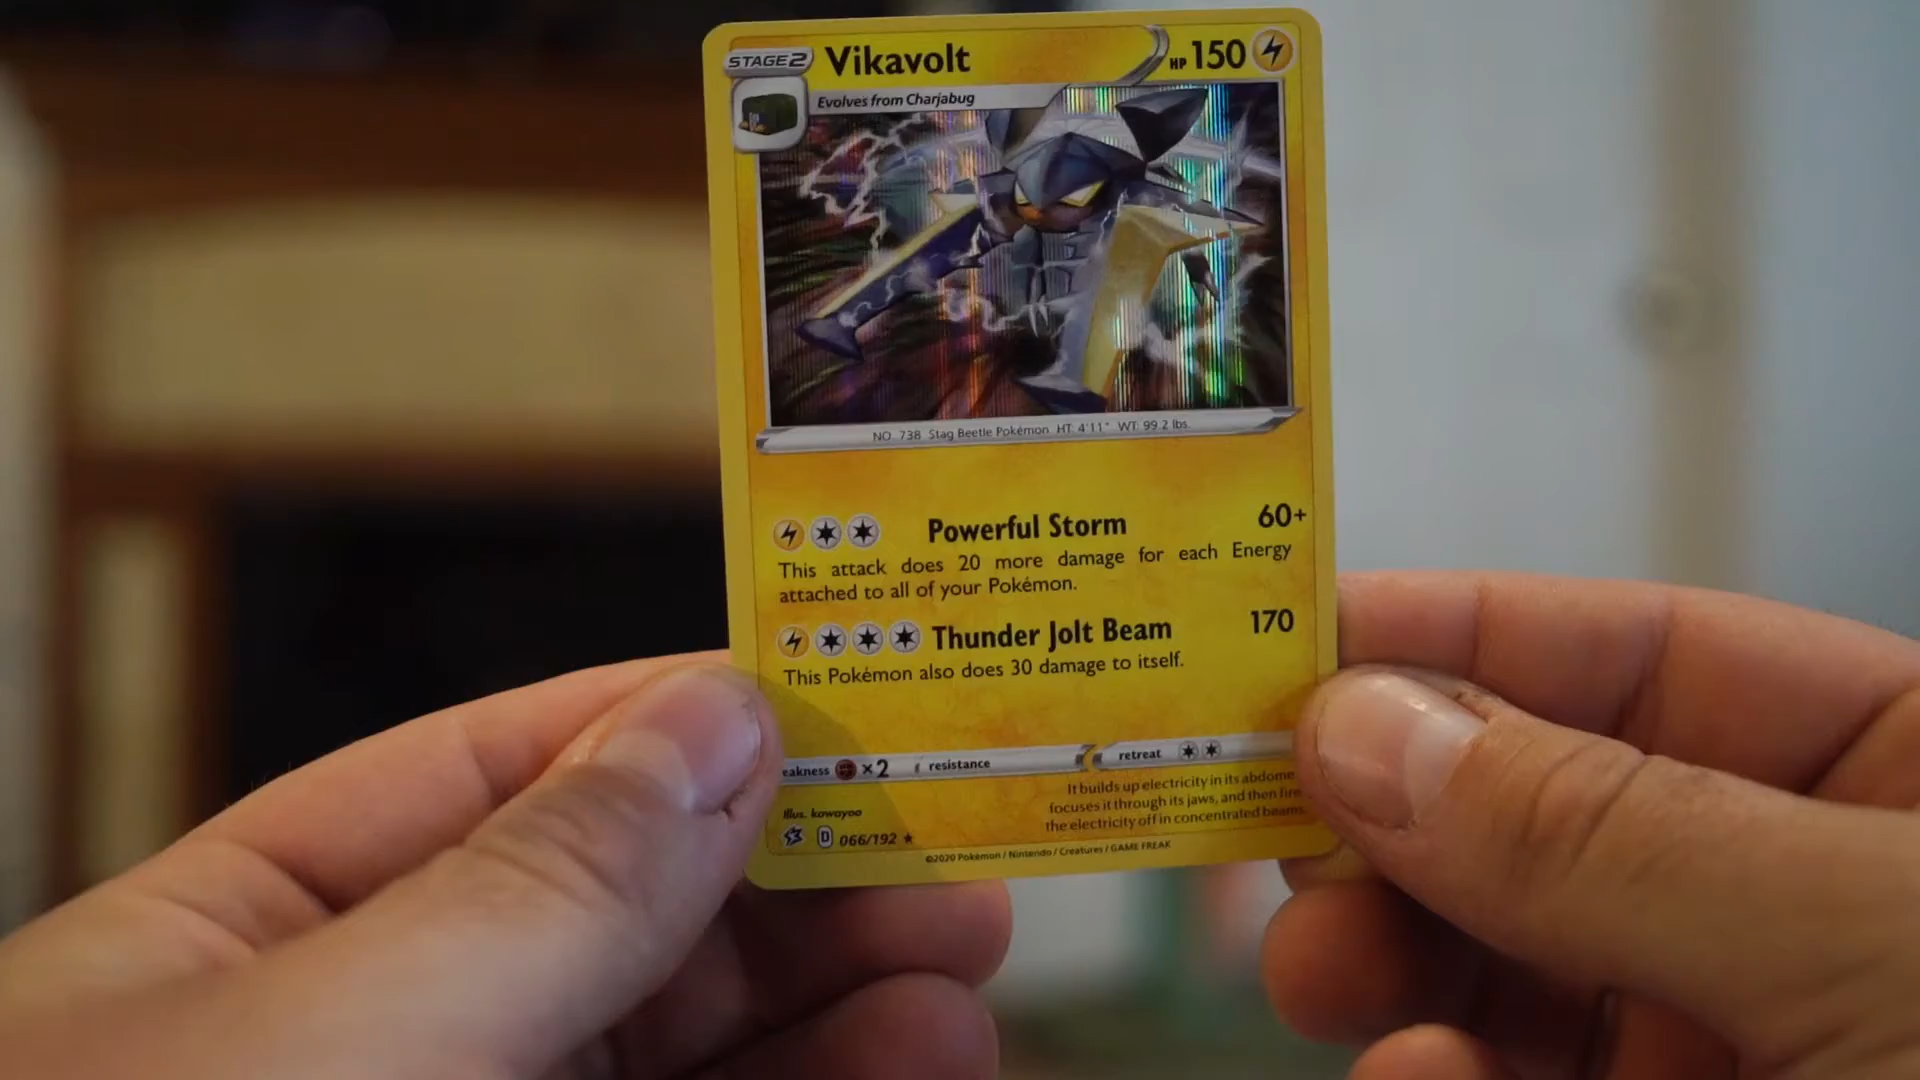 STAGE2 Vikavolt HP 150
Evolves from Charjabug
NO. 738 Stag Beetle Pokémon HT: 4'11" WT: 99.2 lbs.
Powerful Storm 60+
This attack does 20 more damage for each Energy
attached to all of your Pokémon.
Thunder Jolt Beam 170
This Pokémon also does 30 damage to itself.
eakness ×2 resistance retreat
It builds up electricity in its abdome
focuses it through its jaws, and then fire
the electricity off in concentrated beams.
Illus. kawayoo
D 066/192 ★
©2020 Pokémon / Nintendo / Creatures / GAME FREAK